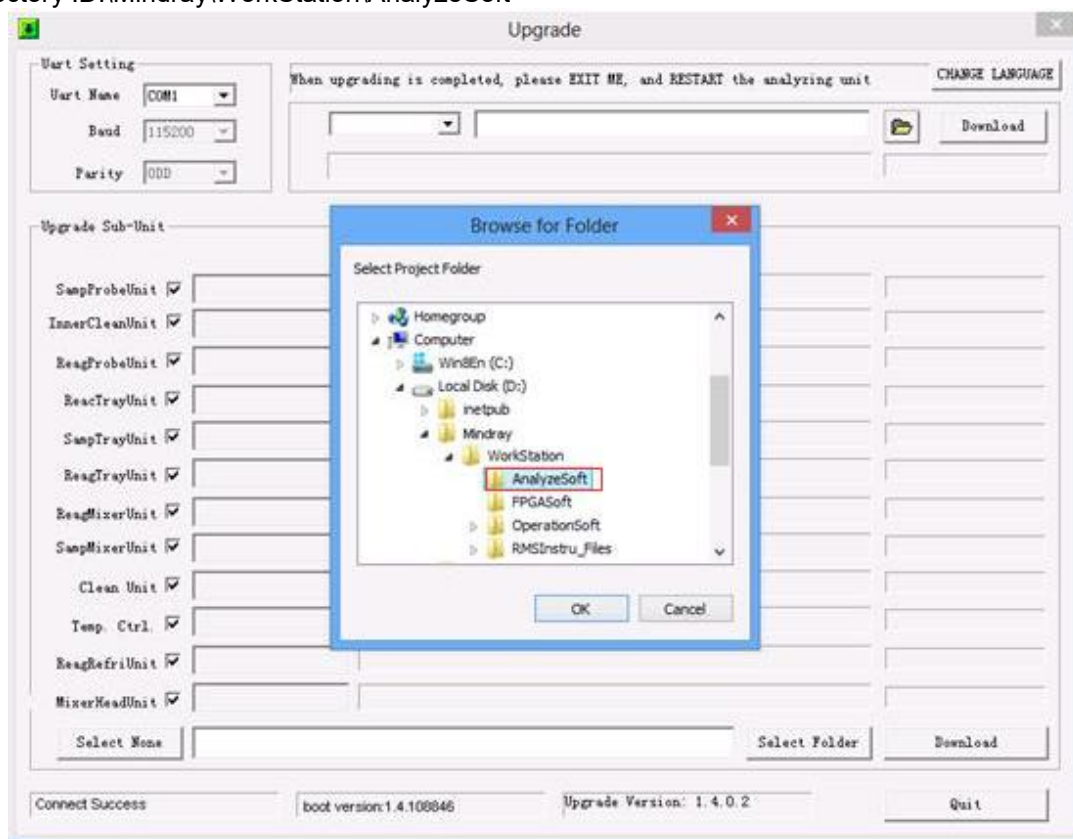 ctory ID:\Mindray\WorkStation\AnalyzeSoft
Upgrade
Uart Setting
Uart Name COM1
Baud 115200
Parity ODD
When upgrading is completed, please EXIT ME, and RESTART the analyzing unit
CHANGE LANGUAGE
Download
Upgrade Sub-Unit
SampProbeUnit
InnerCleanUnit
ReagProbeUnit
ReacTrayUnit
SampTrayUnit
ReagTrayUnit
ReagMixerUnit
SampMixerUnit
Clean Unit
Temp. Ctrl.
ReagRefriUnit
MixerHeadUnit
Browse for Folder
Select Project Folder
Homegroup
Computer
Win8En (C:)
Local Disk (D:)
inetpub
Mindray
WorkStation
AnalyzeSoft
FPGASoft
OperationSoft
RMSInstru_Files
OK Cancel
Select None Select Folder Download
Connect Success boot version:1.4.108846 Upgrade Version: 1.4.0.2 Quit